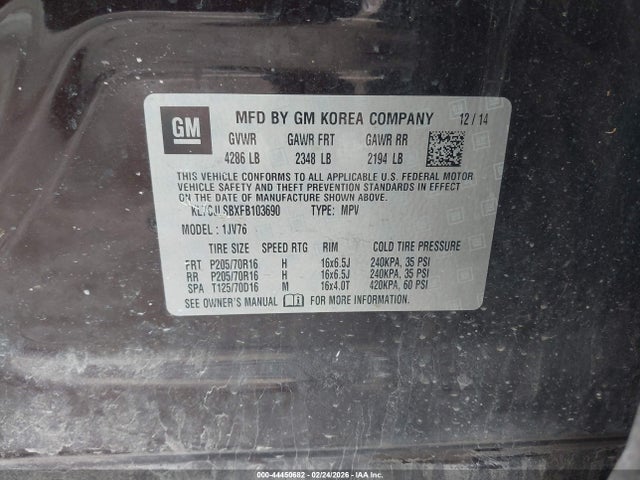 GM
MFD BY GM KOREA COMPANY 12/14
GVWR GAWR FRT GAWR RR
4286 LB 2348 LB 2194 LB
THIS VEHICLE CONFORMS TO ALL APPLICABLE U.S. FEDERAL MOTOR
VEHICLE SAFETY AND THEFT PREVENTION STANDARDS IN EFFECT
ON THE DATE OF MANUFACTURE SHOWN ABOVE.
TYPE: MPV
MODEL: 1JV76
TIRE SIZE SPEED RTG RIM COLD TIRE PRESSURE
FRT P205/70R16 H 16x6.5J 240KPA, 35 PSI
RR P205/70R16 H 16x6.5J 240KPA, 35 PSI
SPA T125/70D16 M 16x4.0T 420KPA, 60 PSI
SEE OWNER'S MANUAL FOR MORE INFORMATION.
000-44450682 - 02/24/2026 - IAA Inc.